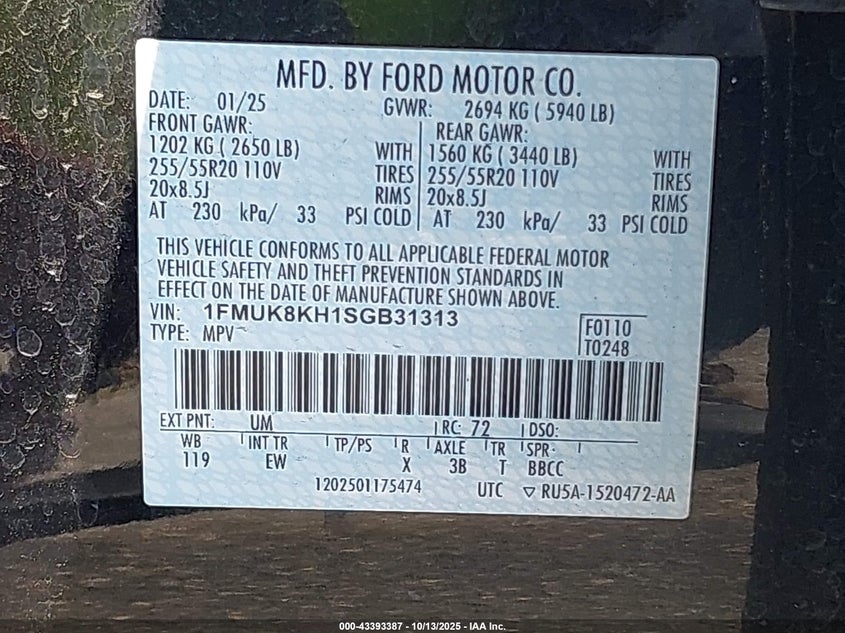 MFD. BY FORD MOTOR CO.
DATE: 01/25 GVWR: 2694 KG ( 5940 LB)
FRONT GAWR: REAR GAWR:
1202 KG ( 2650 LB) WITH 1560 KG ( 3440 LB) WITH
255/55R20 110V TIRES 255/55R20 110V TIRES
20x8.5J RIMS 20x8.5J RIMS
AT 230 kPa/ 33 PSI COLD AT 230 kPa/ 33 PSI COLD
THIS VEHICLE CONFORMS TO ALL APPLICABLE FEDERAL MOTOR
VEHICLE SAFETY AND THEFT PREVENTION STANDARDS IN
EFFECT ON THE DATE OF MANUFACTURE SHOWN ABOVE.
VIN: 1FMUK8KH1SGB31313
TYPE: MPV
F0110
T0248
EXT PNT: UM RC: 72 DSO:
WB INT TR TP/PS R AXLE TR SPR
119 EW X 3B T BBCC
1202501175474 UTC ▽ RU5A-1520472-AA
000-43393387 - 10/13/2025 - IAA Inc.